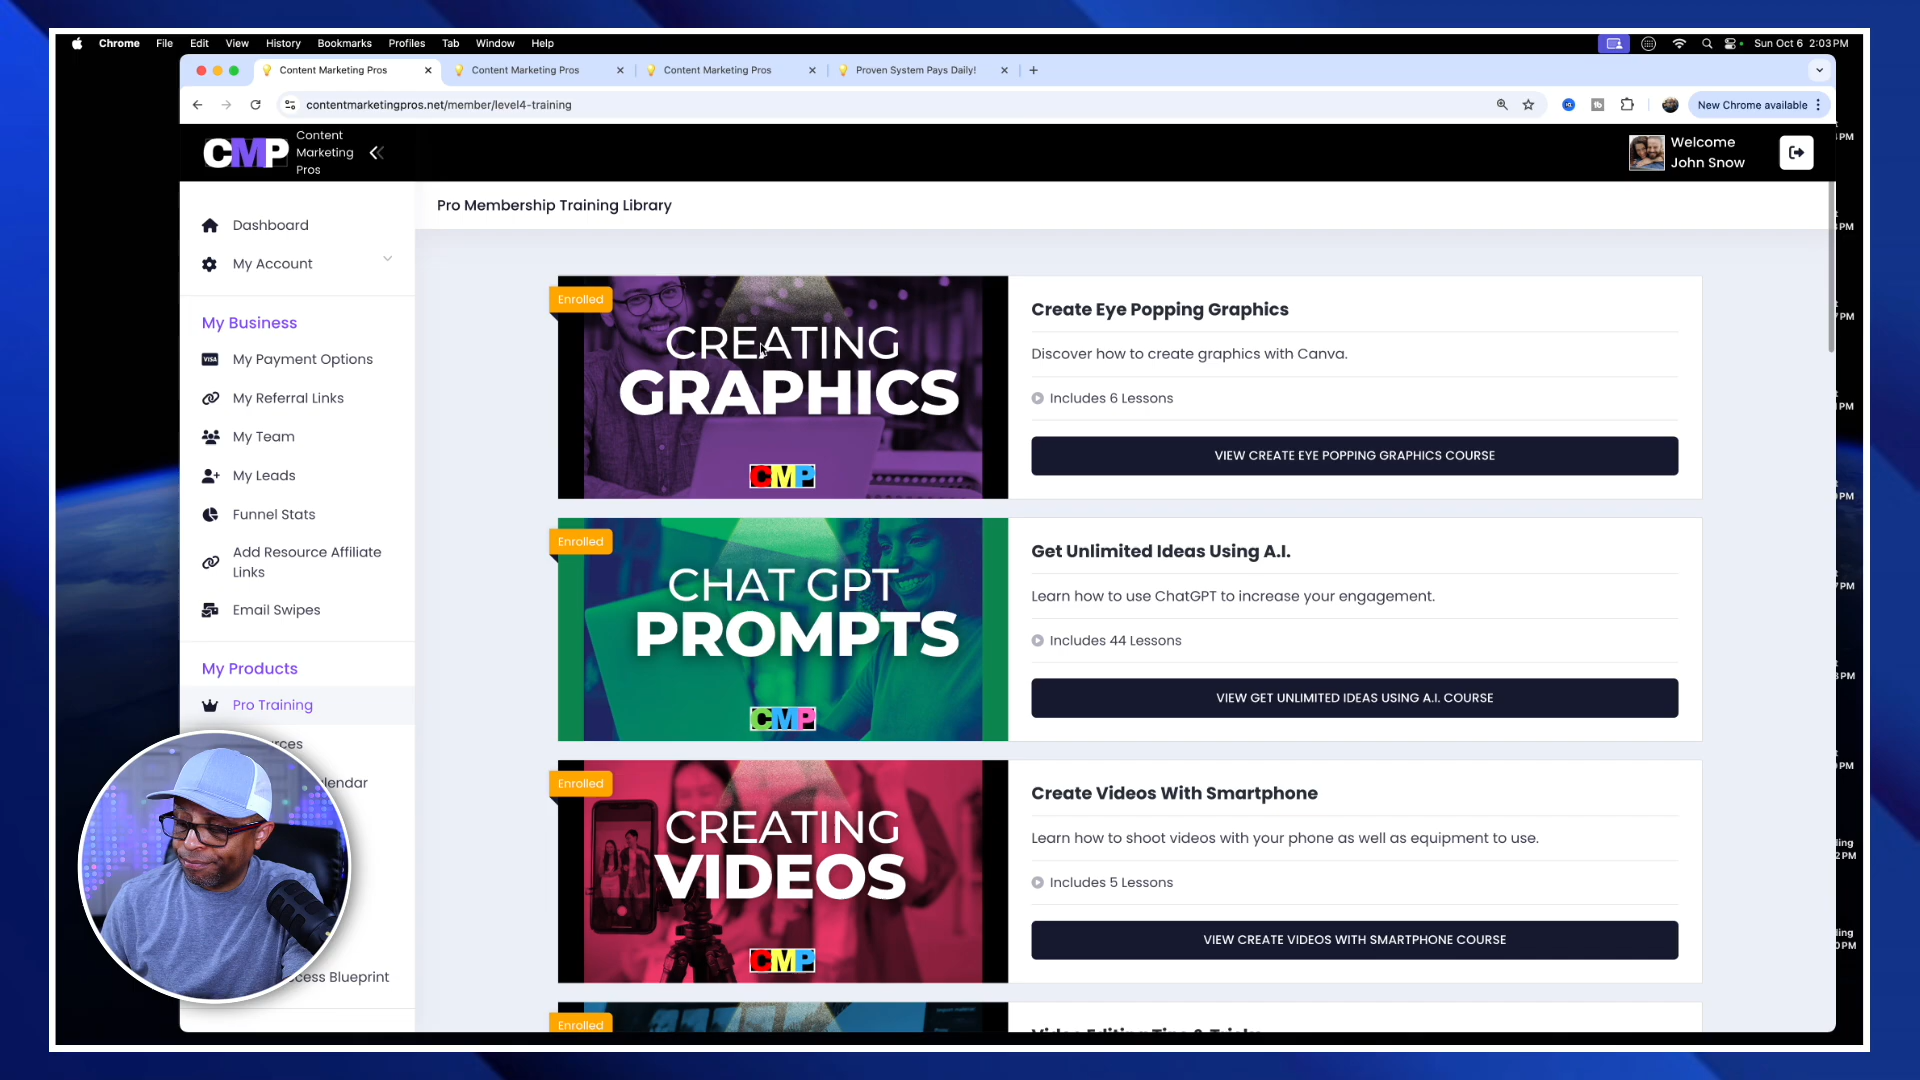 Chrome File Edit View History Bookmarks Profiles Tab Window Help Sun Oct 6 2:03 PM
Content Marketing Pros Content Marketing Pros Content Marketing Pros Proven System Pays Daily!
contentmarketingpros.net/member/level4-training New Chrome available
CMP Content
Marketing
Pros
Welcome
John Snow
Pro Membership Training Library
Dashboard
My Account
My Business
My Payment Options
My Referral Links
My Team
My Leads
Funnel Stats
Add Resource Affiliate
Links
Email Swipes
My Products
Pro Training
Enrolled
CREATING
GRAPHICS
CMP
Create Eye Popping Graphics
Discover how to create graphics with Canva.
Includes 6 Lessons
VIEW CREATE EYE POPPING GRAPHICS COURSE
Enrolled
CHAT GPT
PROMPTS
CMP
Get Unlimited Ideas Using A.I.
Learn how to use ChatGPT to increase your engagement.
Includes 44 Lessons
VIEW GET UNLIMITED IDEAS USING A.I. COURSE
Enrolled
CREATING
VIDEOS
CMP
Create Videos With Smartphone
Learn how to shoot videos with your phone as well as equipment to use.
Includes 5 Lessons
VIEW CREATE VIDEOS WITH SMARTPHONE COURSE
Enrolled
Video Editing Tips & Tricks
Blueprint